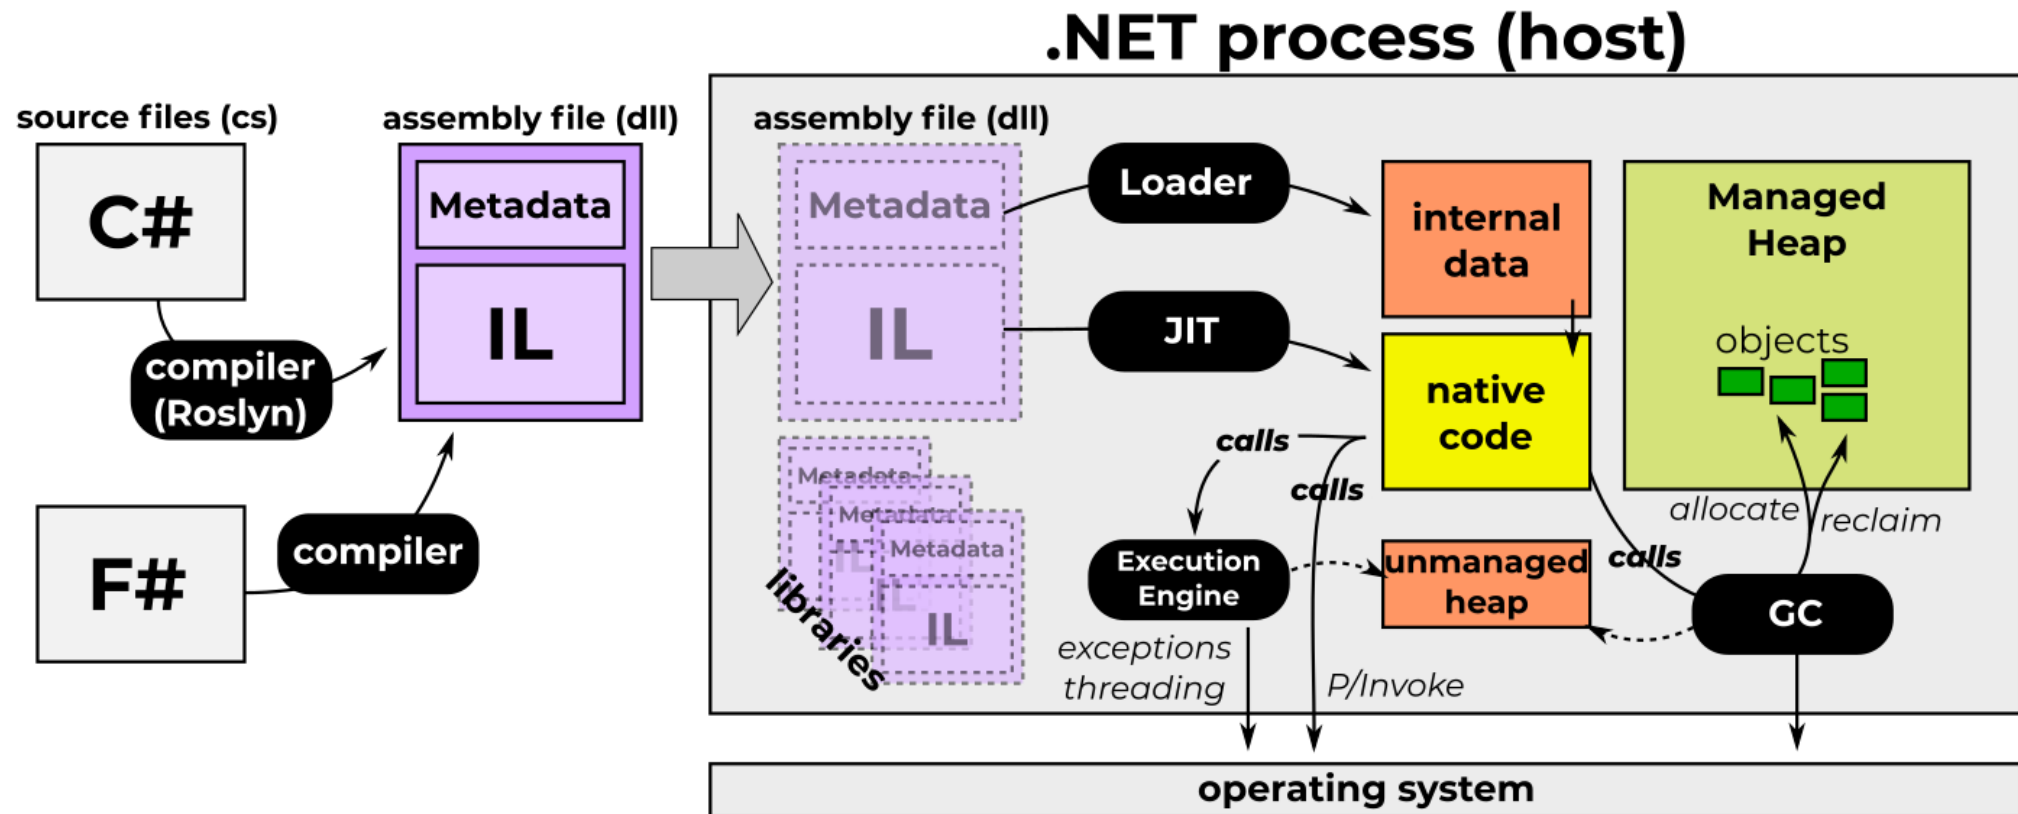 .NET process (host)
source files (cs)
assembly file (dll)
assembly file (dll)
C#
Metadata
IL
compiler
(Roslyn)
F#
compiler
Metadata
IL
Loader
JIT
internal
data
native
code
Managed
Heap
objects
calls
calls
calls
allocate
reclaim
Metadata
IL
Metadata
IL
Metadata
IL
libraries
Execution
Engine
unmanaged
heap
GC
exceptions
threading
P/Invoke
operating system